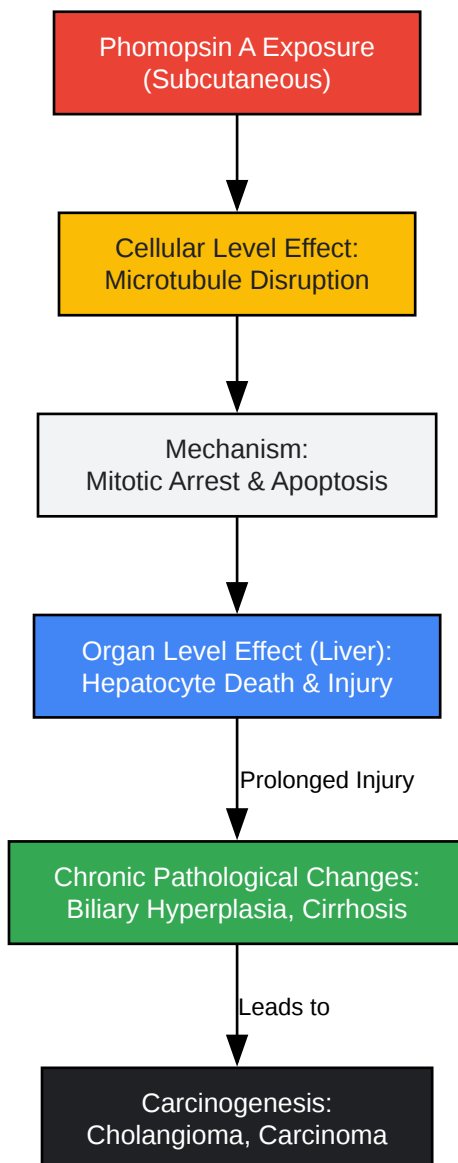 Phomopsin A Exposure
(Subcutaneous)
Cellular Level Effect:
Microtubule Disruption
Mechanism:
Mitotic Arrest & Apoptosis
Organ Level Effect (Liver):
Hepatocyte Death & Injury
Prolonged Injury
Chronic Pathological Changes:
Biliary Hyperplasia, Cirrhosis
Leads to
Carcinogenesis:
Cholangioma, Carcinoma